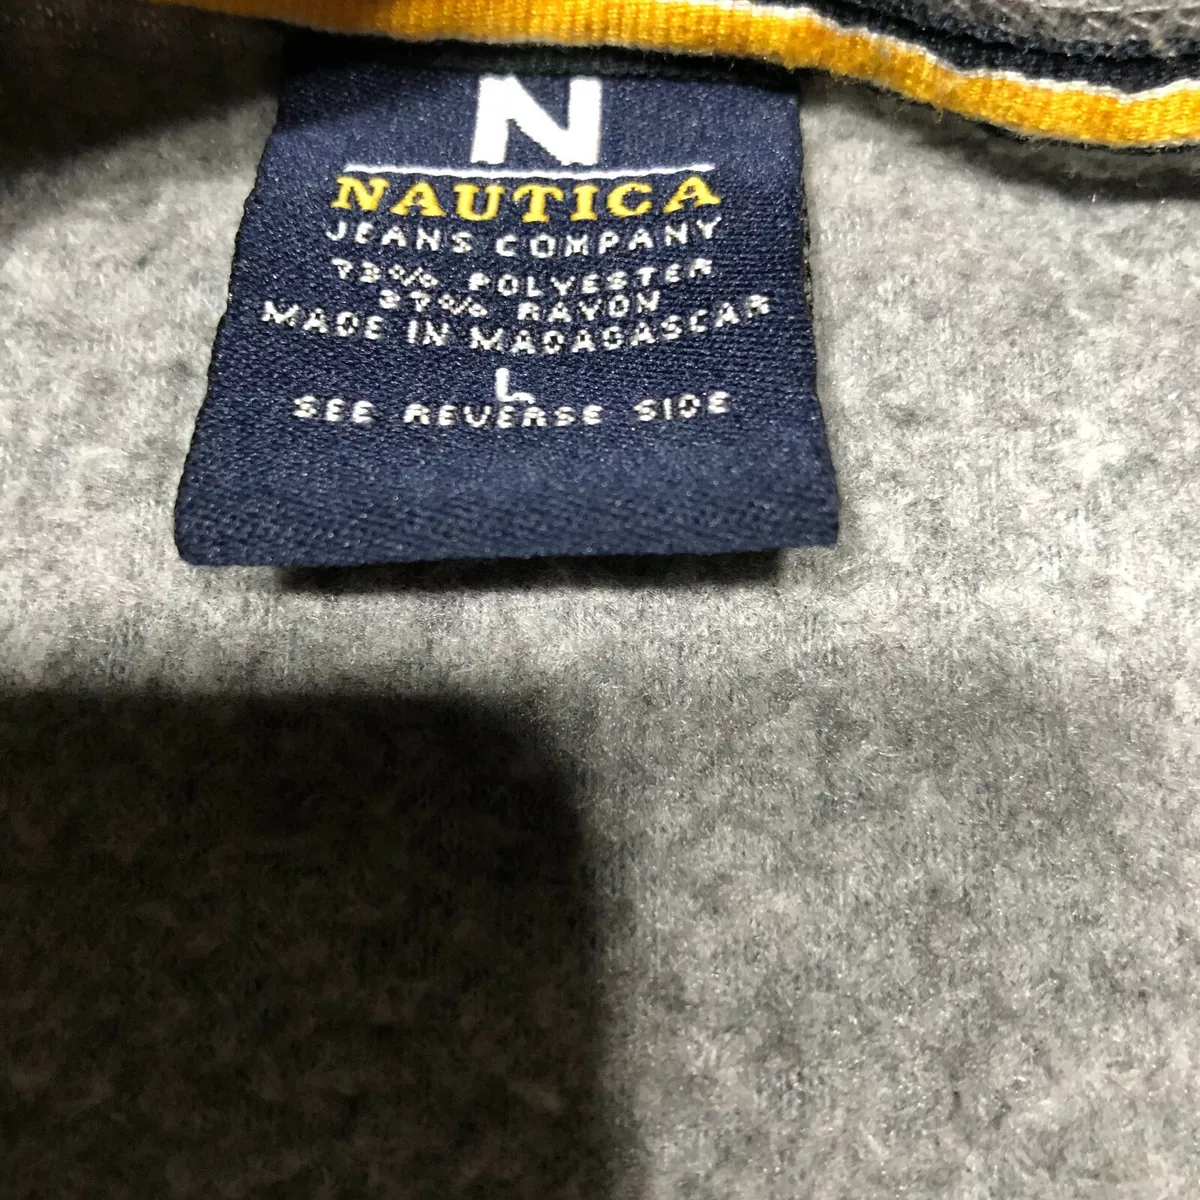 N
NAUTICA
JEANS COMPANY
73% POLYESTER
27% RAYON
MADE IN MADAGASCAR
L
SEE REVERSE SIDE